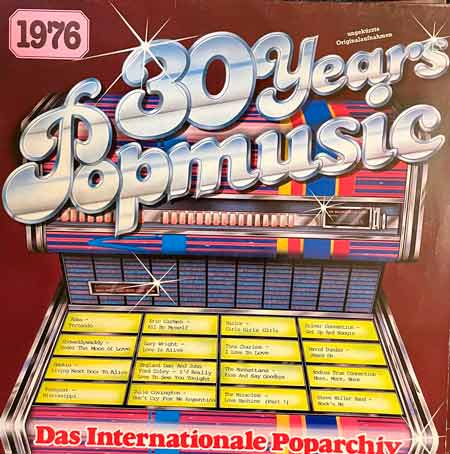 1976
ungekürzte
Originalaufnahmen
30 Years
Popmusic
Abba -
Fernando
Eric Carmen -
All By Myself
Sailor -
Girls Girls Girls
Silver Convention -
Get Up And Boogie
Showaddywaddy -
Under The Moon Of Love
Gary Wright -
Love Is Alive
Tina Charles -
I Love To Love
David Dundas -
Jeans On
Smokie -
Living Next Door To Alice
England Dan And John
Ford Coley - I'd Really
Love To See You Tonight
The Manhattans -
Kiss And Say Goodbye
Andrea True Connection -
More, More, More
Pussycat -
Mississippi
Julie Covington -
Don't Cry For Me Argentina
The Miracles -
Love Machine (Part 1)
Steve Miller Band -
Rock'n Me
Das Internationale Poparchiv